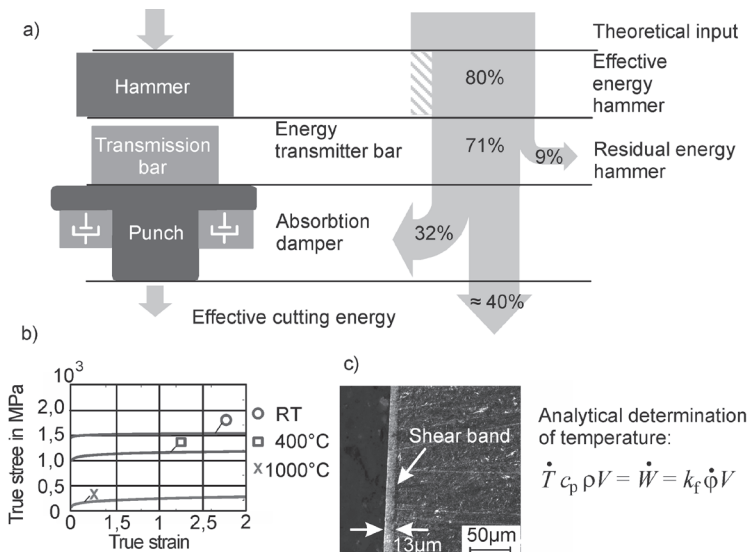 a)
Theoretical input
Hammer
80%
Effective
energy
hammer
Transmission
bar
Energy
transmitter bar
71%
9%
Residual energy
hammer
Punch
Absorbtion
damper
32%
≈ 40%
Effective cutting energy
b)
10³
True stree in MPa
2,0
1,5
1,0
0,5
0
0
1
1,5
2
2,5
2
True strain
RT
400°C
1000°C
c)
Shear band
13µm
50µm
Analytical determination
of temperature:
Ṫ cₚ ρV = Ẇ = k_f φ̇ V